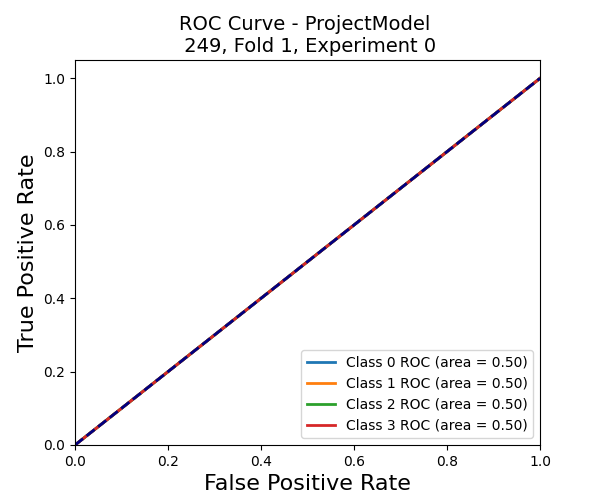 ROC Curve - ProjectModel
249, Fold 1, Experiment 0
True Positive Rate
1.0
0.8
0.6
0.4
0.2
0.0
Class 0 ROC (area = 0.50)
Class 1 ROC (area = 0.50)
Class 2 ROC (area = 0.50)
Class 3 ROC (area = 0.50)
0.0 0.2 0.4 0.6 0.8 1.0
False Positive Rate